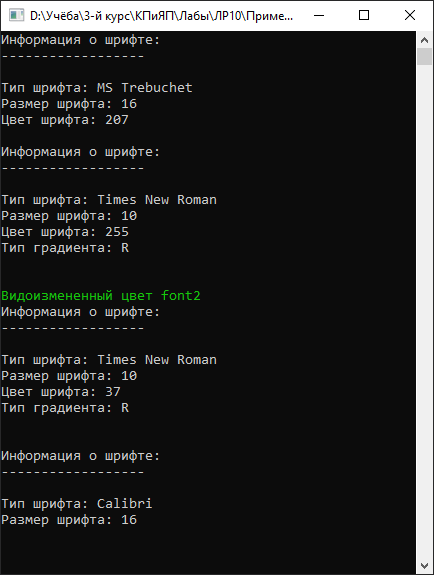 D:\Учёба\3-й курс\КПиЯП\Лабы\ЛР10\Приме...
Информация о шрифте:
------------------
Тип шрифта: MS Trebuchet
Размер шрифта: 16
Цвет шрифта: 207
Информация о шрифте:
------------------
Тип шрифта: Times New Roman
Размер шрифта: 10
Цвет шрифта: 255
Тип градиента: R
Видоизмененный цвет font2
Информация о шрифте:
------------------
Тип шрифта: Times New Roman
Размер шрифта: 10
Цвет шрифта: 37
Тип градиента: R
Информация о шрифте:
------------------
Тип шрифта: Calibri
Размер шрифта: 16